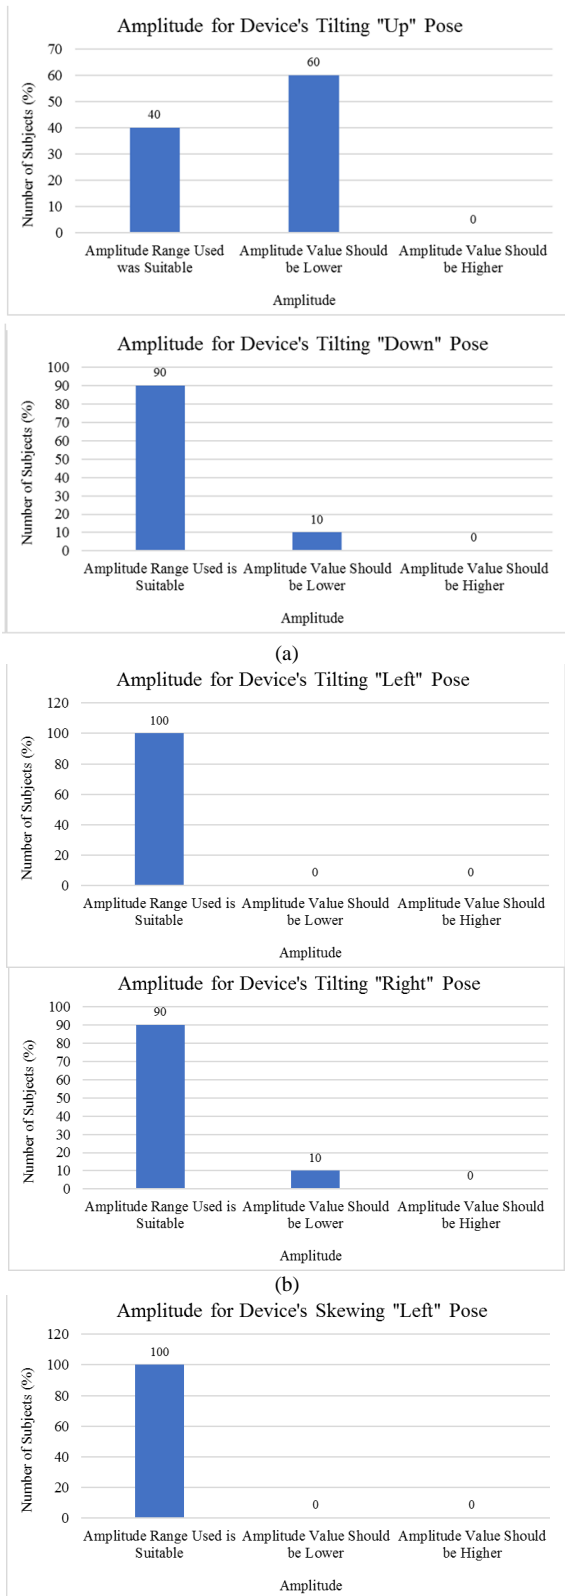 Amplitude for Device's Tilting "Up" Pose
Number of Subjects (%)
70
60
50
40
30
20
10
0
40
60
0
Amplitude Range Used
was Suitable
Amplitude Value Should
be Lower
Amplitude Value Should
be Higher
Amplitude
Amplitude for Device's Tilting "Down" Pose
Number of Subjects (%)
100
90
80
70
60
50
40
30
20
10
0
90
10
0
Amplitude Range Used is
Suitable
Amplitude Value Should
be Lower
Amplitude Value Should
be Higher
Amplitude
(a)
Amplitude for Device's Tilting "Left" Pose
Number of Subjects (%)
120
100
80
60
40
20
0
100
0
0
Amplitude Range Used is
Suitable
Amplitude Value Should
be Lower
Amplitude Value Should
be Higher
Amplitude
Amplitude for Device's Tilting "Right" Pose
Number of Subjects (%)
100
90
80
70
60
50
40
30
20
10
0
90
10
0
Amplitude Range Used is
Suitable
Amplitude Value Should
be Lower
Amplitude Value Should
be Higher
Amplitude
(b)
Amplitude for Device's Skewing "Left" Pose
Number of Subjects (%)
120
100
80
60
40
20
0
100
0
0
Amplitude Range Used is
Suitable
Amplitude Value Should
be Lower
Amplitude Value Should
be Higher
Amplitude